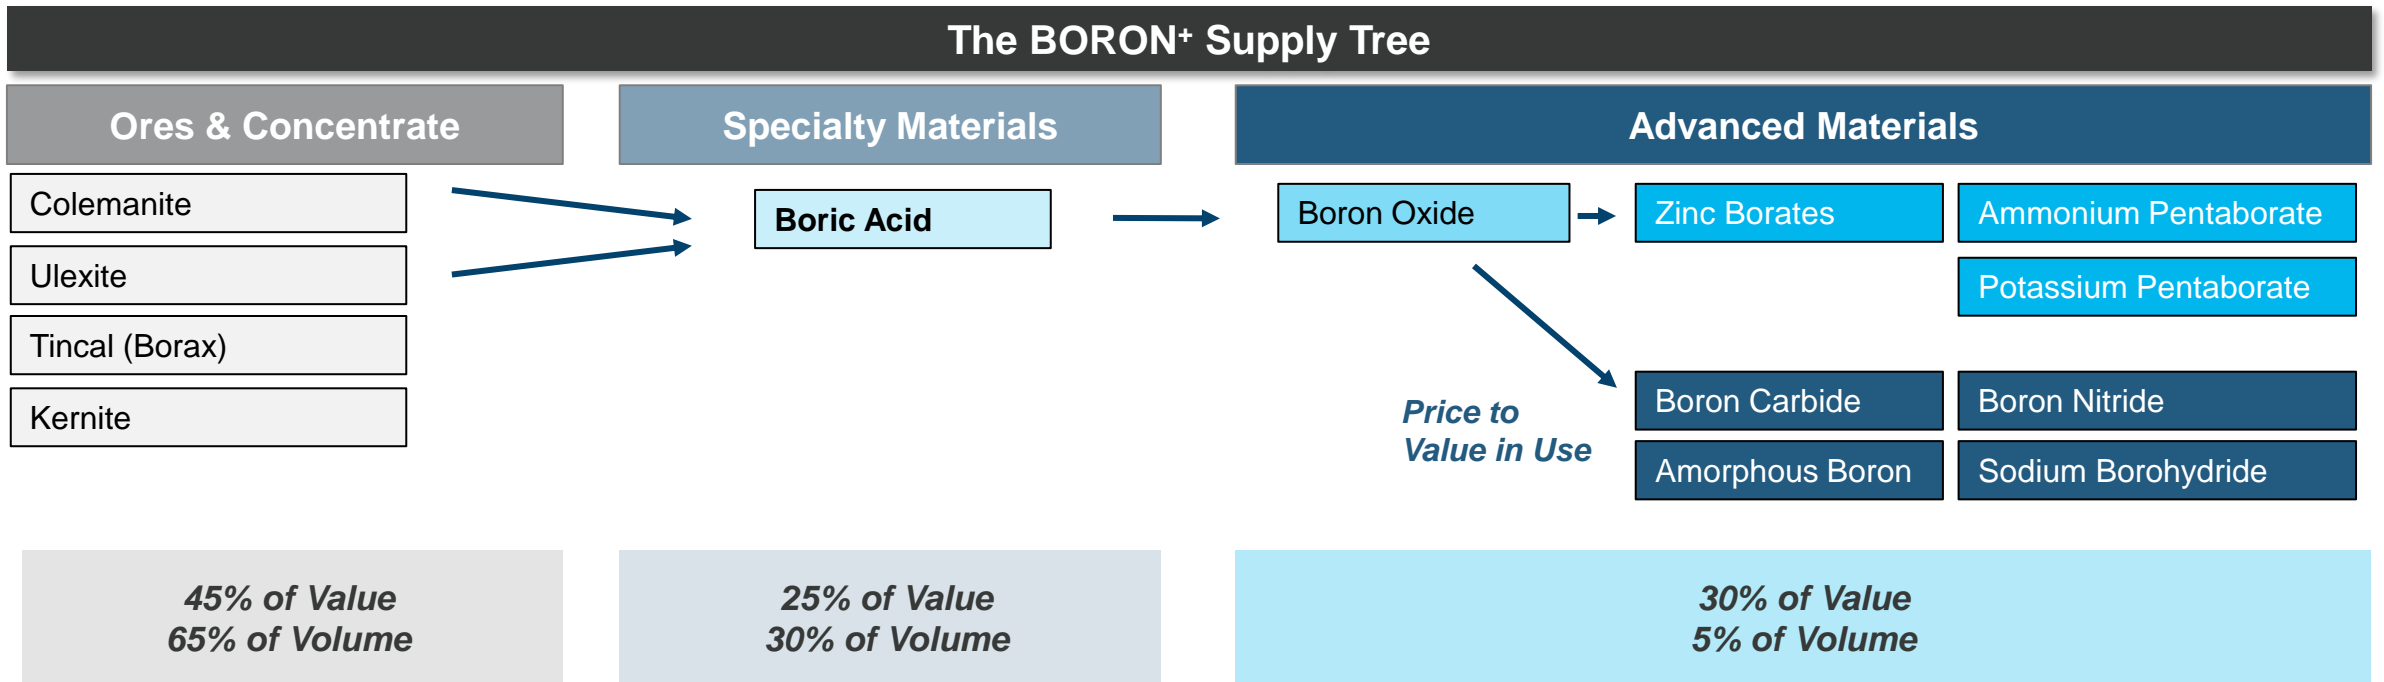 The BORON⁺ Supply Tree
Ores & Concentrate
Colemanite
Ulexite
Tincal (Borax)
Kernite
45% of Value
65% of Volume
Specialty Materials
Boric Acid
25% of Value
30% of Volume
Advanced Materials
Boron Oxide
Zinc Borates
Ammonium Pentaborate
Potassium Pentaborate
Price to
Value in Use
Boron Carbide
Boron Nitride
Amorphous Boron
Sodium Borohydride
30% of Value
5% of Volume